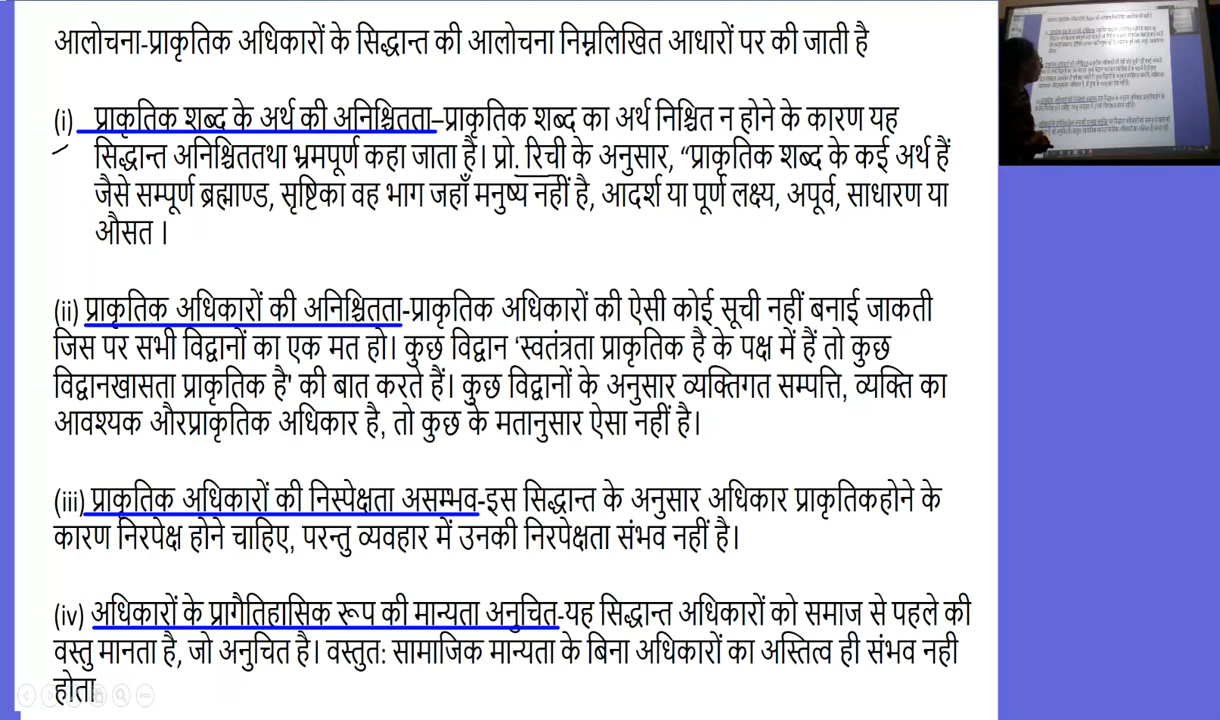 आलोचना-प्राकृतिक अधिकारों के सिद्धान्त की आलोचना निम्नलिखित आधारों पर की जाती है
(i) प्राकृतिक शब्द के अर्थ की अनिश्चितता–प्राकृतिक शब्द का अर्थ निश्चित न होने के कारण यह
सिद्धान्त अनिश्चिततथा भ्रमपूर्ण कहा जाता है। प्रो. रिची के अनुसार, “प्राकृतिक शब्द के कई अर्थ हैं
जैसे सम्पूर्ण ब्रह्माण्ड, सृष्टिका वह भाग जहाँ मनुष्य नहीं है, आदर्श या पूर्ण लक्ष्य, अपूर्व, साधारण या
औसत ।
(ii) प्राकृतिक अधिकारों की अनिश्चितता-प्राकृतिक अधिकारों की ऐसी कोई सूची नहीं बनाई जाकती
जिस पर सभी विद्वानों का एक मत हो। कुछ विद्वान ‘स्वतंत्रता प्राकृतिक है के पक्ष में हैं तो कुछ
विद्वानखासता प्राकृतिक है' की बात करते हैं। कुछ विद्वानों के अनुसार व्यक्तिगत सम्पत्ति, व्यक्ति का
आवश्यक औरप्राकृतिक अधिकार है, तो कुछ के मतानुसार ऐसा नहीं है।
(iii) प्राकृतिक अधिकारों की निस्पेक्षता असम्भव-इस सिद्धान्त के अनुसार अधिकार प्राकृतिकहोने के
कारण निरपेक्ष होने चाहिए, परन्तु व्यवहार में उनकी निरपेक्षता संभव नहीं है।
(iv) अधिकारों के प्रागैतिहासिक रूप की मान्यता अनुचित-यह सिद्धान्त अधिकारों को समाज से पहले की
वस्तु मानता है, जो अनुचित है। वस्तुत: सामाजिक मान्यता के बिना अधिकारों का अस्तित्व ही संभव नही
होता